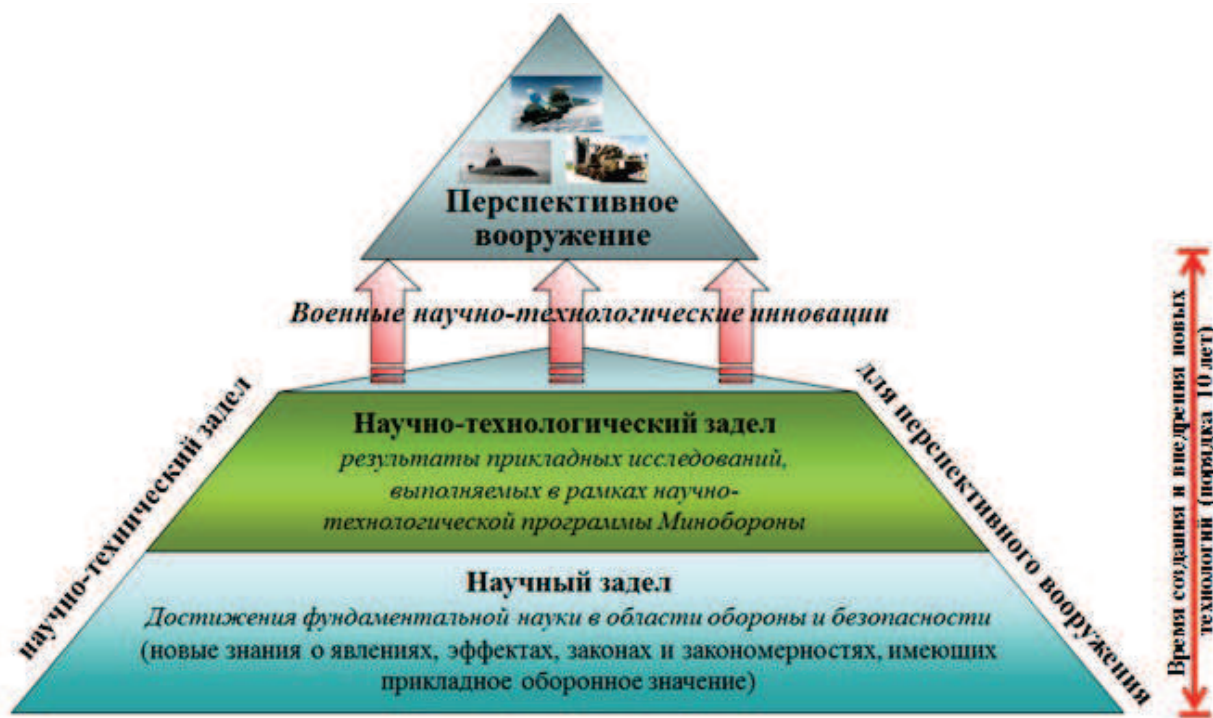 Перспективное
вооружение
Военные научно-технологические инновации
научно-технический задел
для перспективного вооружения
Научно-технологический задел
результаты прикладных исследований,
выполняемых в рамках научно-
технологической программы Минобороны
Научный задел
Достижения фундаментальной науки в области обороны и безопасности
(новые знания о явлениях, эффектах, законах и закономерностях, имеющих
прикладное оборонное значение)
Время создания и внедрения новых
технологий (порядка 10 лет)